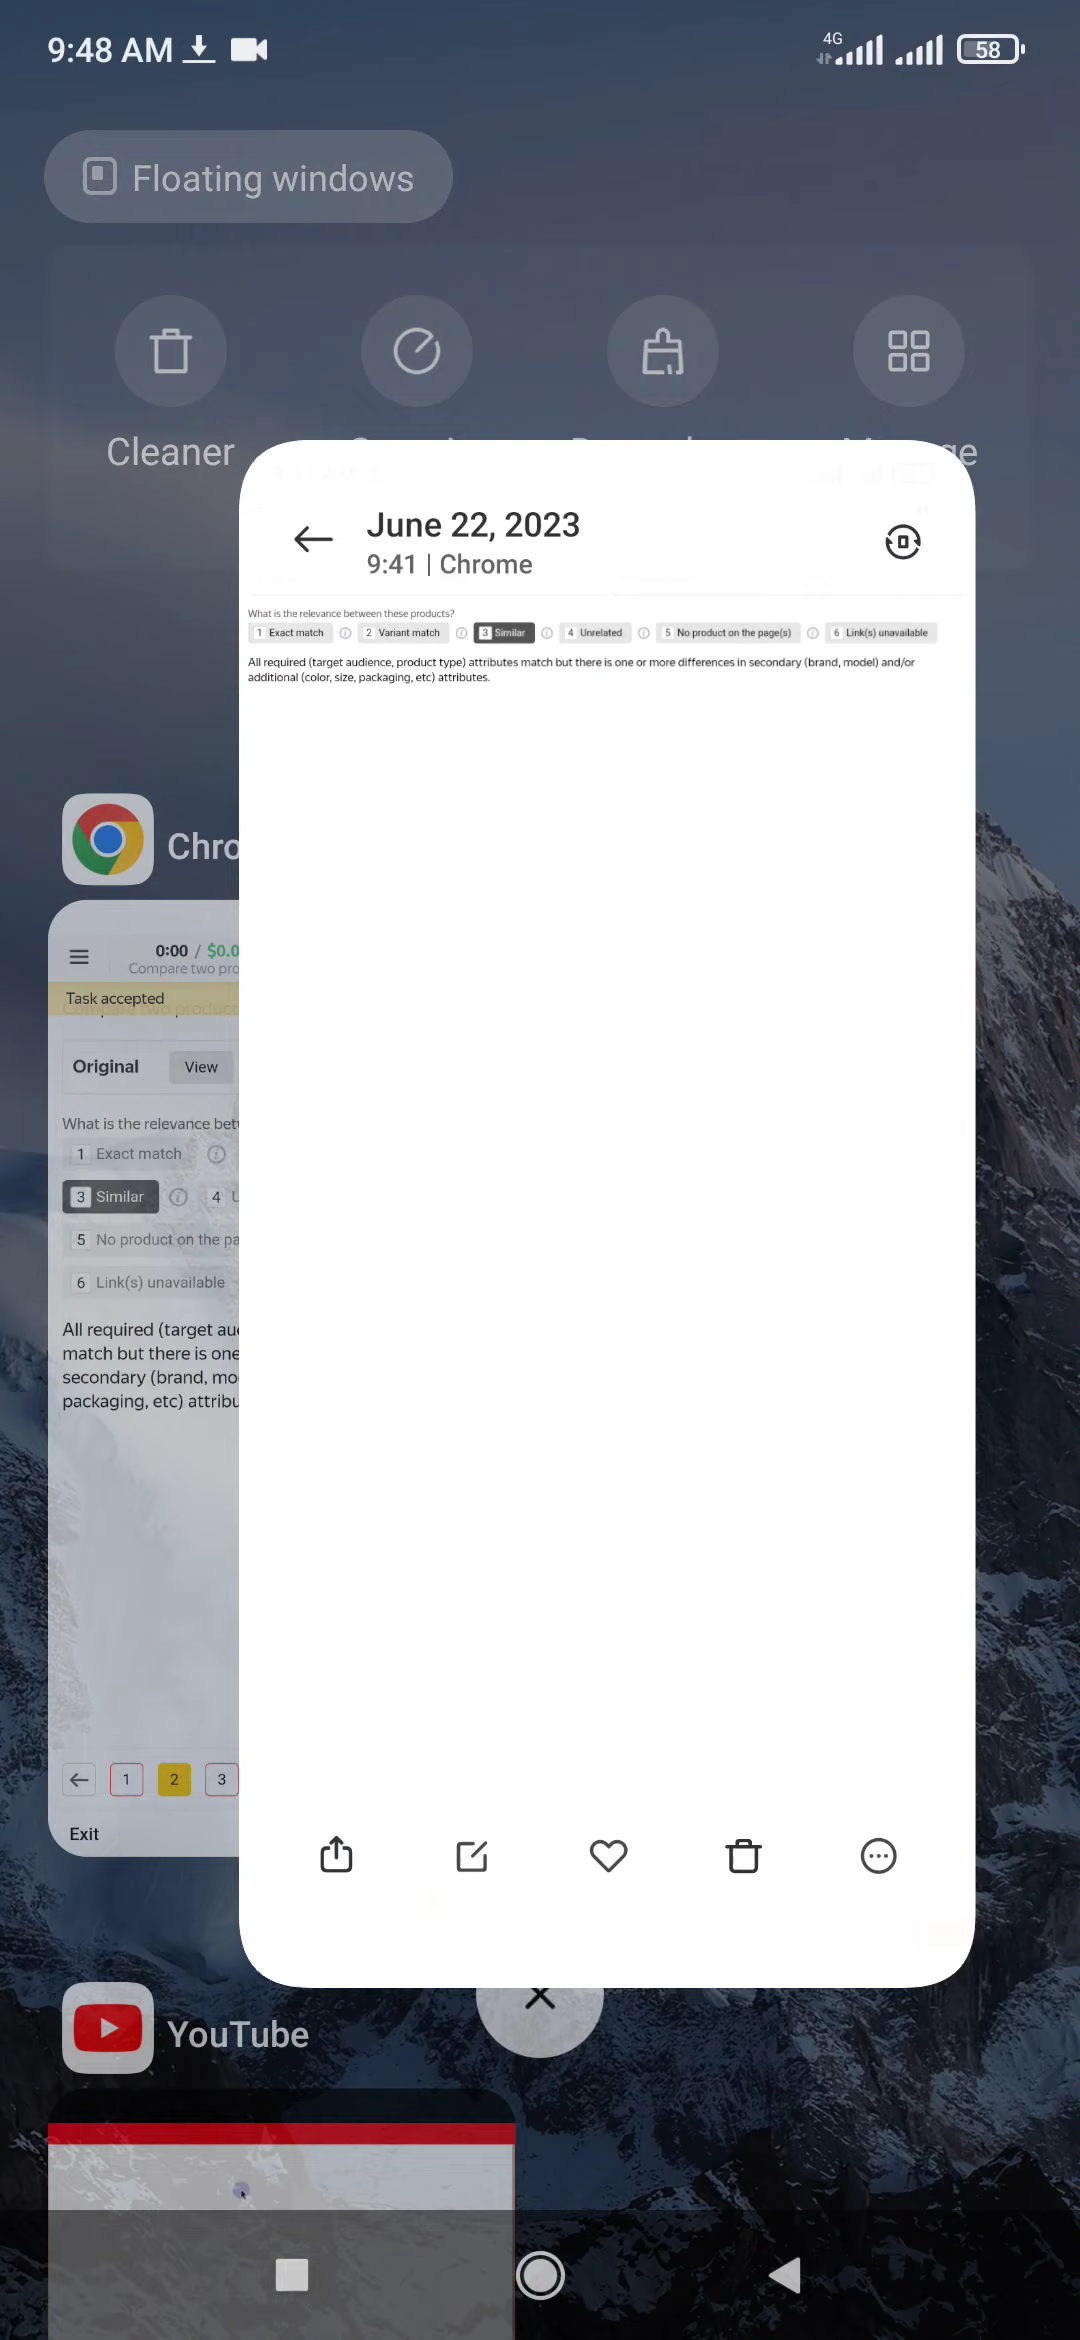 9:48 AM
4G
58
Floating windows
Cleaner
June 22, 2023
9:41 | Chrome
What is the relevance between these products?
1 Exact match 2 Variant match 3 Similar 4 Unrelated 5 No product on the page(s) 6 Link(s) unavailable
All required (target audience, product type) attributes match but there is one or more differences in secondary (brand, model) and/or
additional (color, size, packaging, etc) attributes.
Chro
0:00 / $0.0
Compare two pro
Task accepted
Compare two product
Original View
What is the relevance bet
1 Exact match
3 Similar 4 U
5 No product on the pa
6 Link(s) unavailable
All required (target au
match but there is one
secondary (brand, mo
packaging, etc) attribu
1 2 3
Exit
YouTube